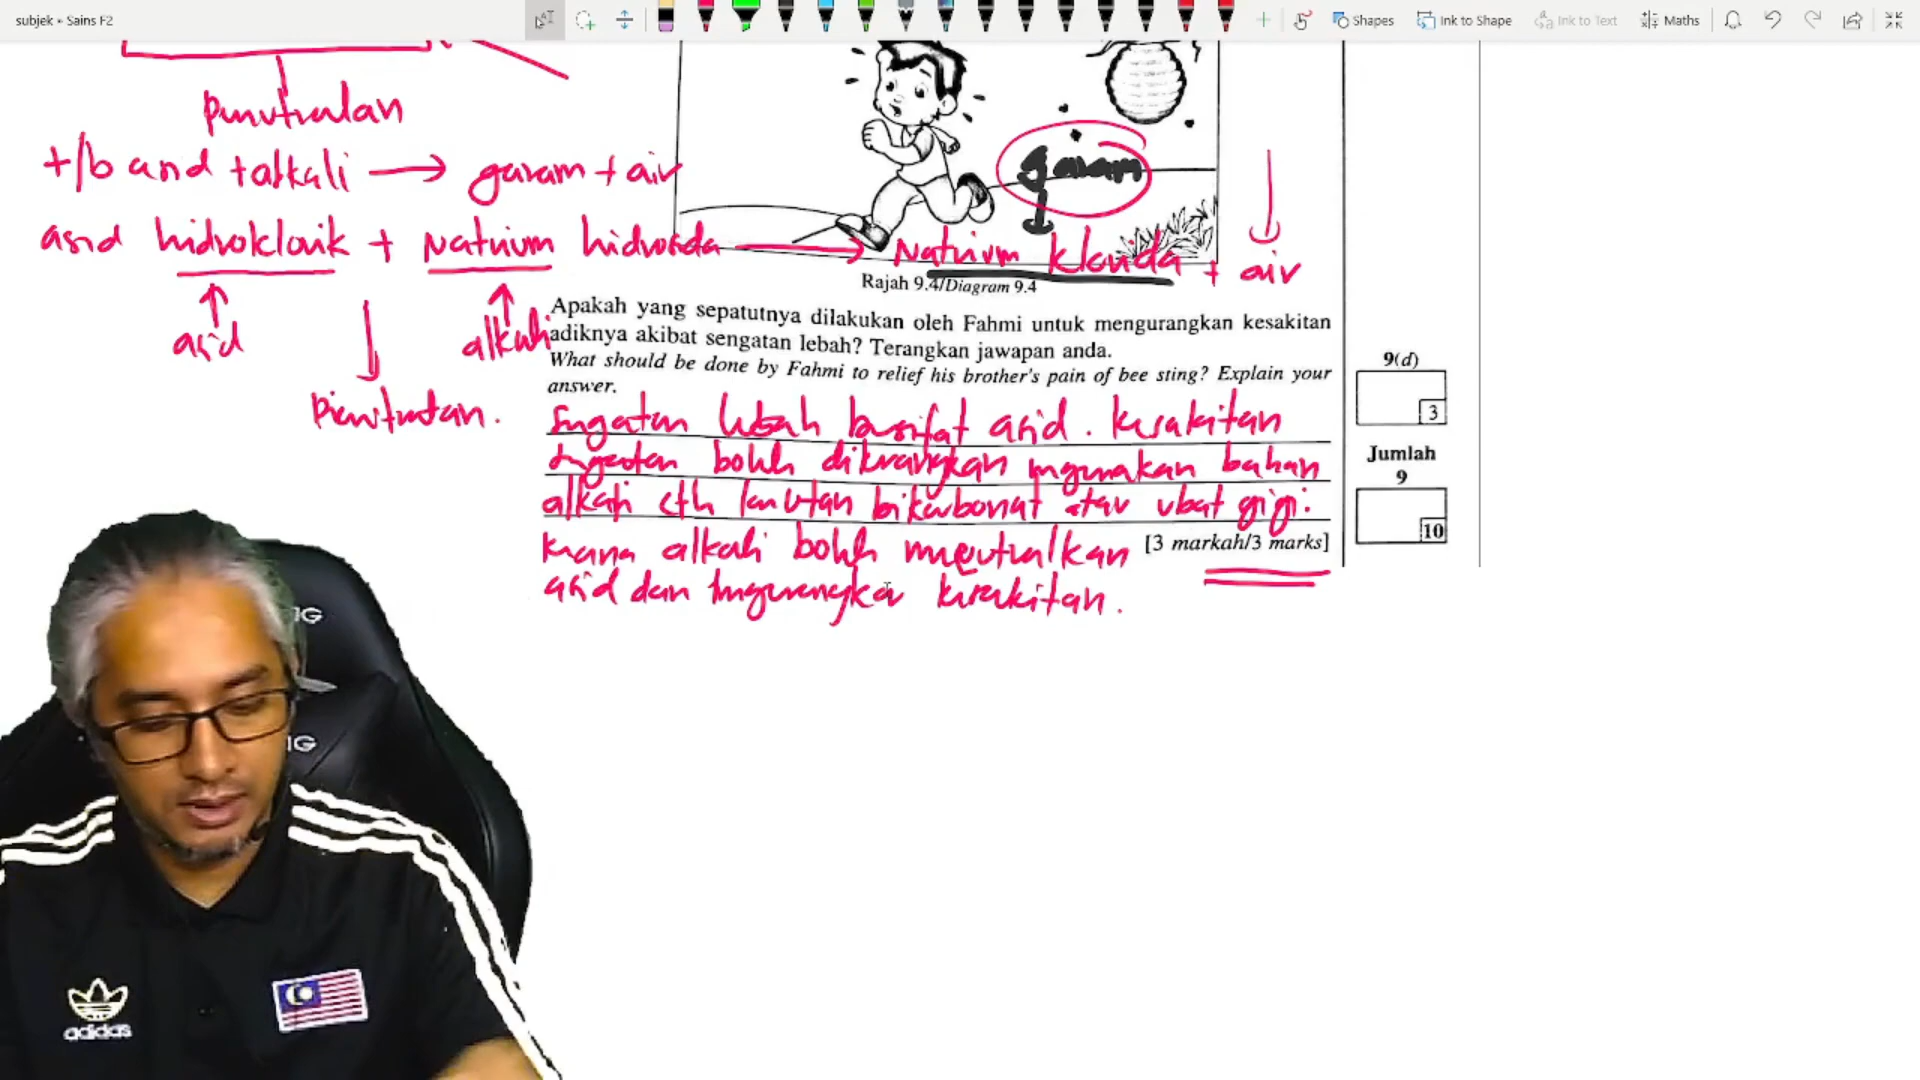 subjek » Sains F2
Shapes
Ink to Shape
Ink to Text
Maths
penutralan
t/b asid + alkali → garam + air
asid hidroklorik + Natrium hidroksida → Natrium klorida + air
garam
asid
alkali
Rajah 9.4/Diagram 9.4
Apakah yang sepatutnya dilakukan oleh Fahmi untuk mengurangkan kesakitan
adiknya akibat sengatan lebah? Terangkan jawapan anda.
What should be done by Fahmi to relief his brother's pain of bee sting? Explain your
answer.
9(d)
3
Jumlah
9
10
Sengatan lebah bersifat asid. Kesakitan
sengatan boleh dikurangkan mgunakan bahan
alkali cth larutan bikarbonat atau ubat gigi.
kerana alkali boleh meneutralkan
[3 markah/3 marks]
asid dan mengurangka kesakitan.
adidas